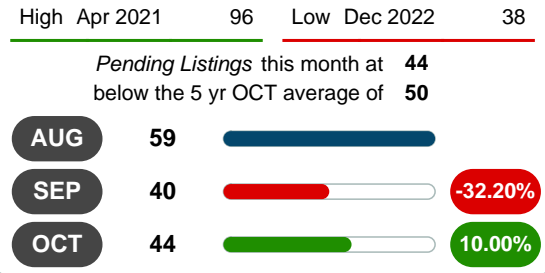 High Apr 2021 96 Low Dec 2022 38
Pending Listings this month at 44
below the 5 yr OCT average of 50
AUG 59
SEP 40 -32.20%
OCT 44 10.00%